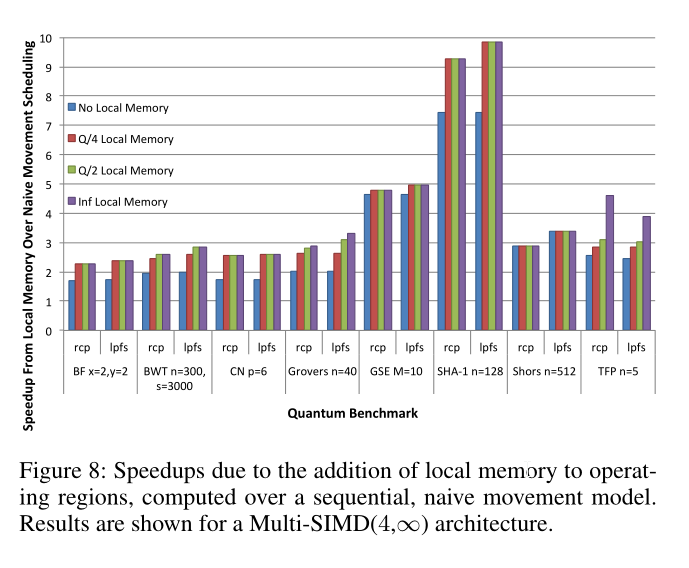 Speedup From Local Memory Over Naive Movement Scheduling
10
9
8
7
6
5
4
3
2
1
0
No Local Memory
Q/4 Local Memory
Q/2 Local Memory
Inf Local Memory
rcp lpfs rcp lpfs rcp lpfs rcp lpfs rcp lpfs rcp lpfs rcp lpfs rcp lpfs
BF x=2,y=2 BWT n=300, CN p=6 Grovers n=40 GSE M=10 SHA-1 n=128 Shors n=512 TFP n=5
s=3000
Quantum Benchmark
Figure 8: Speedups due to the addition of local memory to operat-
ing regions, computed over a sequential, naive movement model.
Results are shown for a Multi-SIMD(4,∞) architecture.